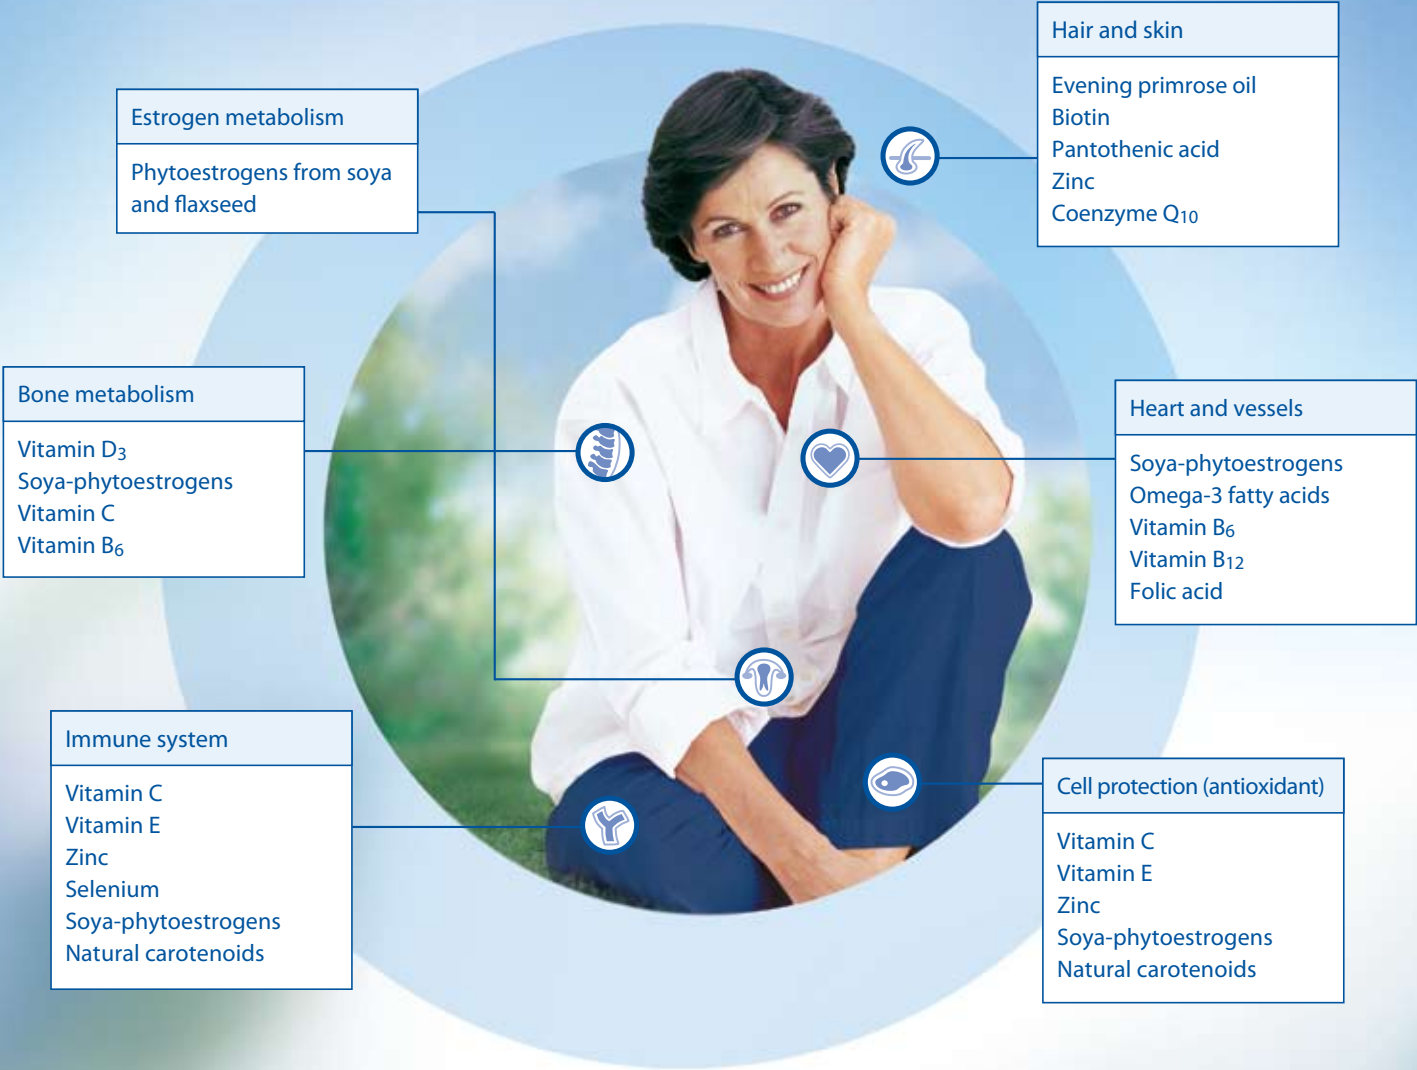 Hair and skin
Evening primrose oil
Biotin
Pantothenic acid
Zinc
Coenzyme Q10
Estrogen metabolism
Phytoestrogens from soya
and flaxseed
Bone metabolism
Vitamin D3
Soya-phytoestrogens
Vitamin C
Vitamin B6
Heart and vessels
Soya-phytoestrogens
Omega-3 fatty acids
Vitamin B6
Vitamin B12
Folic acid
Immune system
Vitamin C
Vitamin E
Zinc
Selenium
Soya-phytoestrogens
Natural carotenoids
Cell protection (antioxidant)
Vitamin C
Vitamin E
Zinc
Soya-phytoestrogens
Natural carotenoids